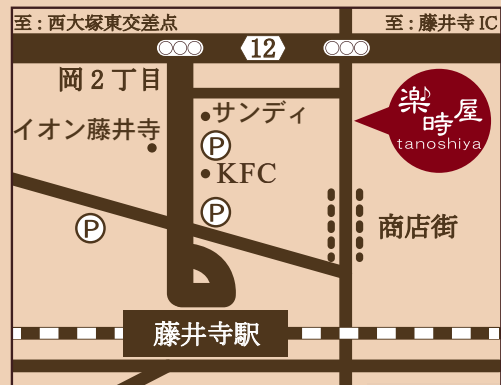 至：西大塚東交差点
至：藤井寺IC
12
岡2丁目
サンディ
イオン藤井寺
P
KFC
P
P
楽時屋
tanoshiya
商店街
藤井寺駅